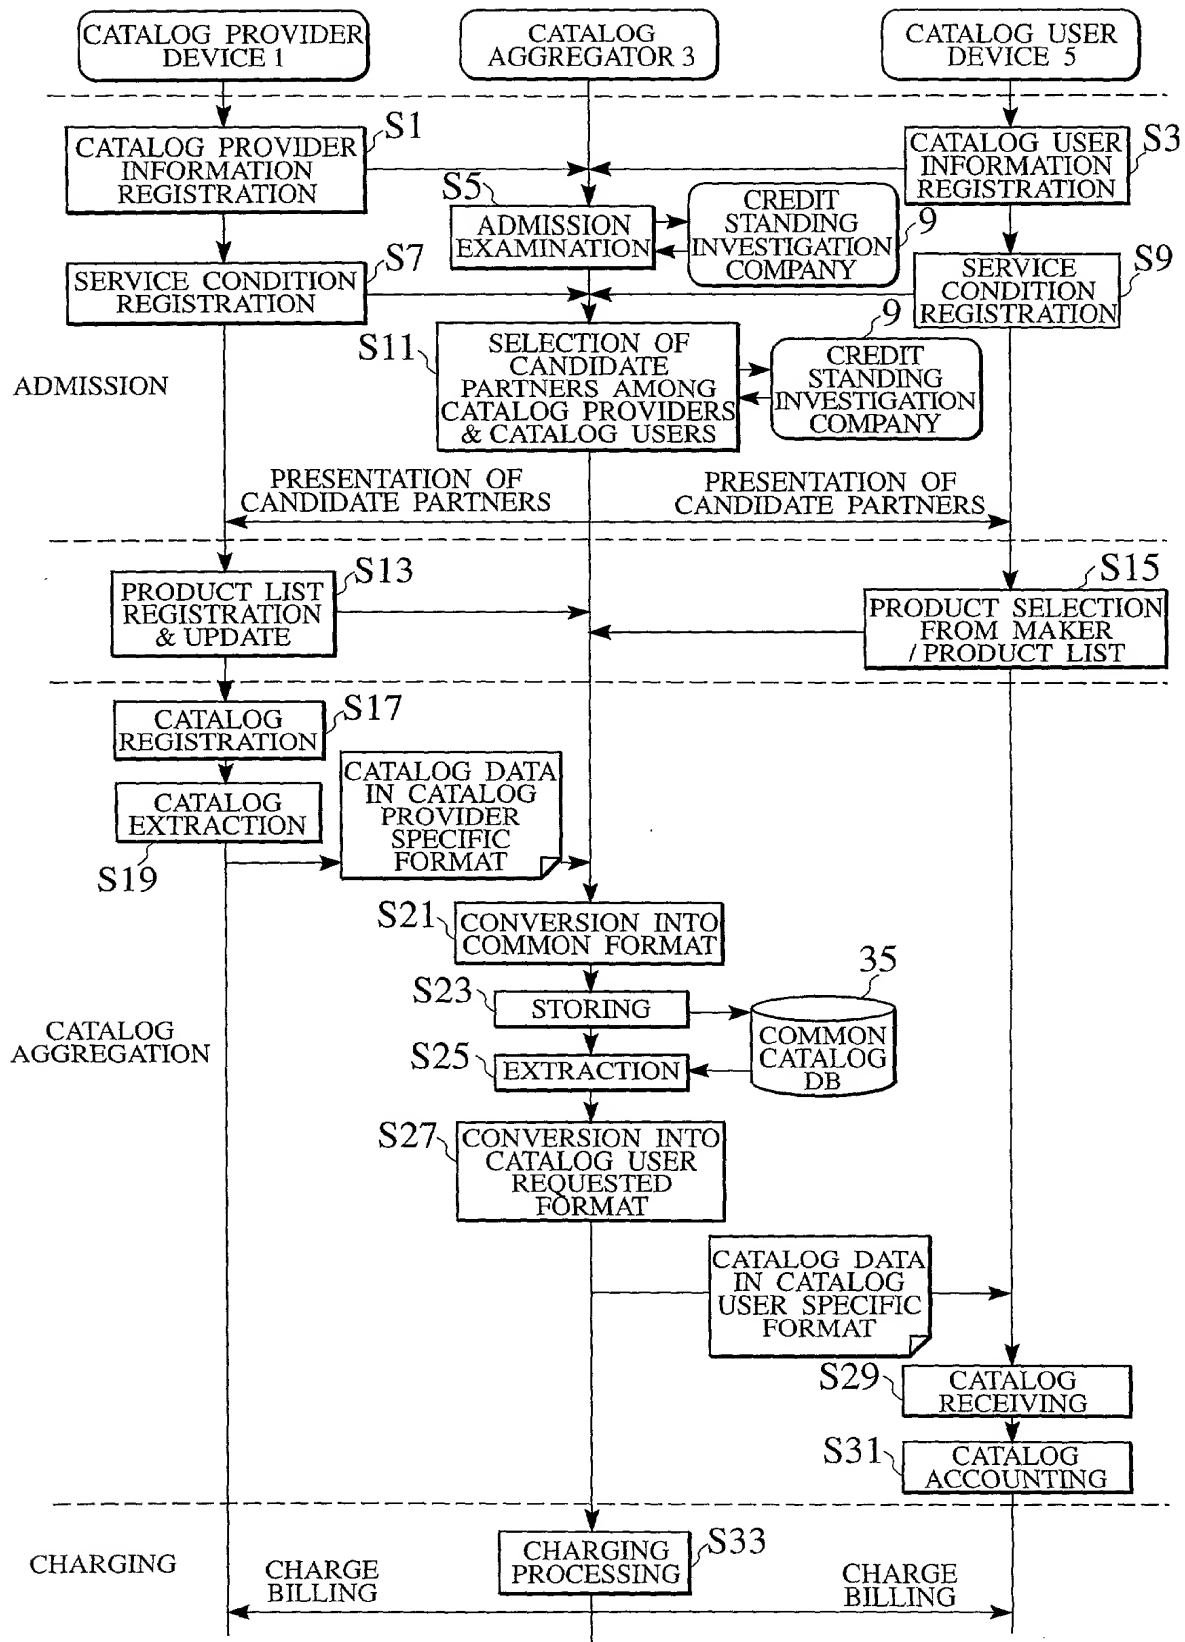 CATALOG PROVIDER
DEVICE 1
CATALOG
AGGREGATOR 3
CATALOG USER
DEVICE 5
S1
CATALOG PROVIDER
INFORMATION
REGISTRATION
S3
CATALOG USER
INFORMATION
REGISTRATION
S5
ADMISSION
EXAMINATION
CREDIT
STANDING
INVESTIGATION
COMPANY
9
S7
SERVICE CONDITION
REGISTRATION
S9
SERVICE
CONDITION
REGISTRATION
S11
SELECTION OF
CANDIDATE
PARTNERS AMONG
CATALOG PROVIDERS
& CATALOG USERS
9
CREDIT
STANDING
INVESTIGATION
COMPANY
ADMISSION
PRESENTATION OF
CANDIDATE PARTNERS
PRESENTATION OF
CANDIDATE PARTNERS
S13
PRODUCT LIST
REGISTRATION
& UPDATE
S15
PRODUCT SELECTION
FROM MAKER
/ PRODUCT LIST
S17
CATALOG
REGISTRATION
CATALOG
EXTRACTION
S19
CATALOG DATA
IN CATALOG
PROVIDER
SPECIFIC
FORMAT
S21
CONVERSION INTO
COMMON FORMAT
S23
STORING
35
COMMON
CATALOG
DB
CATALOG
AGGREGATION
S25
EXTRACTION
S27
CONVERSION INTO
CATALOG USER
REQUESTED
FORMAT
CATALOG DATA
IN CATALOG
USER SPECIFIC
FORMAT
S29
CATALOG
RECEIVING
S31
CATALOG
ACCOUNTING
CHARGING
S33
CHARGING
PROCESSING
CHARGE
BILLING
CHARGE
BILLING